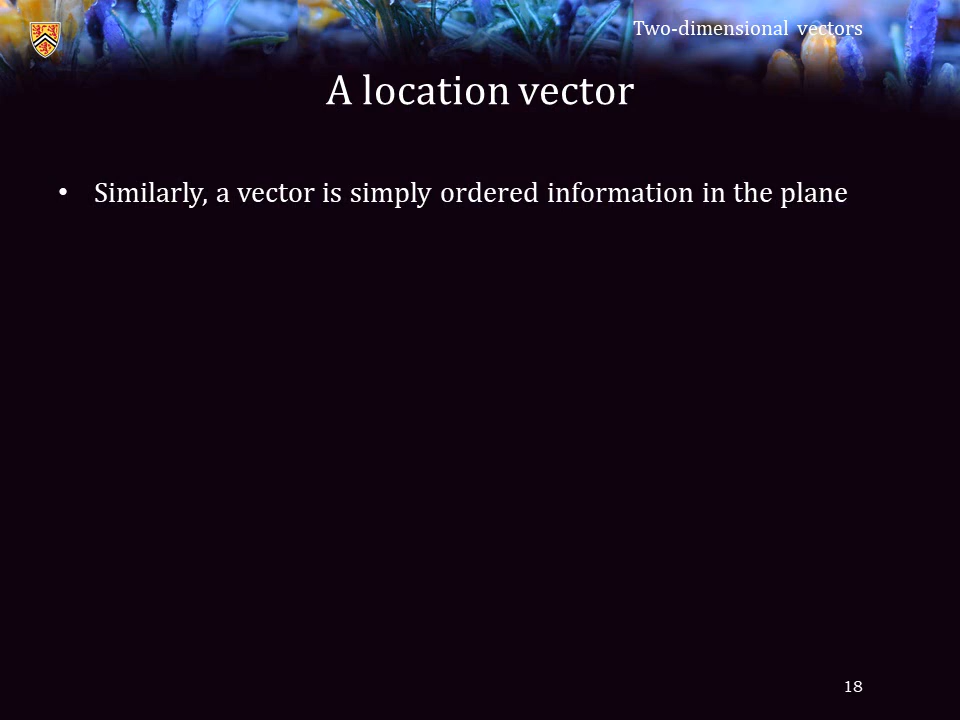 Two-dimensional vectors
A location vector
• Similarly, a vector is simply ordered information in the plane
18